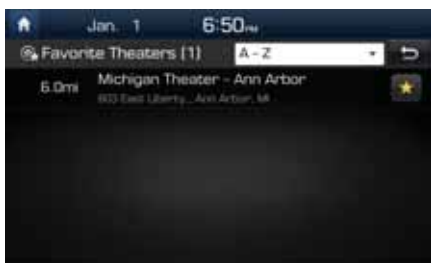 Jan. 1 6:50 PM
Favorite Theaters (1) A - Z
6.0mi Michigan Theater - Ann Arbor
603 East Liberty, Ann Arbor, MI